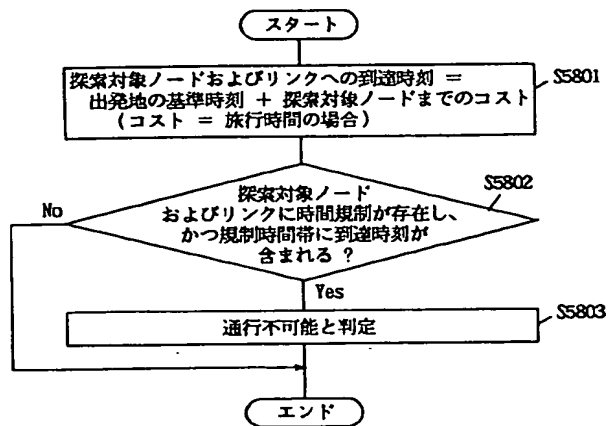 スタート
探索対象ノードおよびリンクへの到達時刻 =
出発地の基準時刻 + 探索対象ノードまでのコスト
(コスト = 旅行時間の場合)
S5801
探索対象ノード
およびリンクに時間規制が存在し、
かつ規制時間帯に到達時刻が
含まれる ?
S5802
No
Yes
通行不可能と判定
S5803
エンド